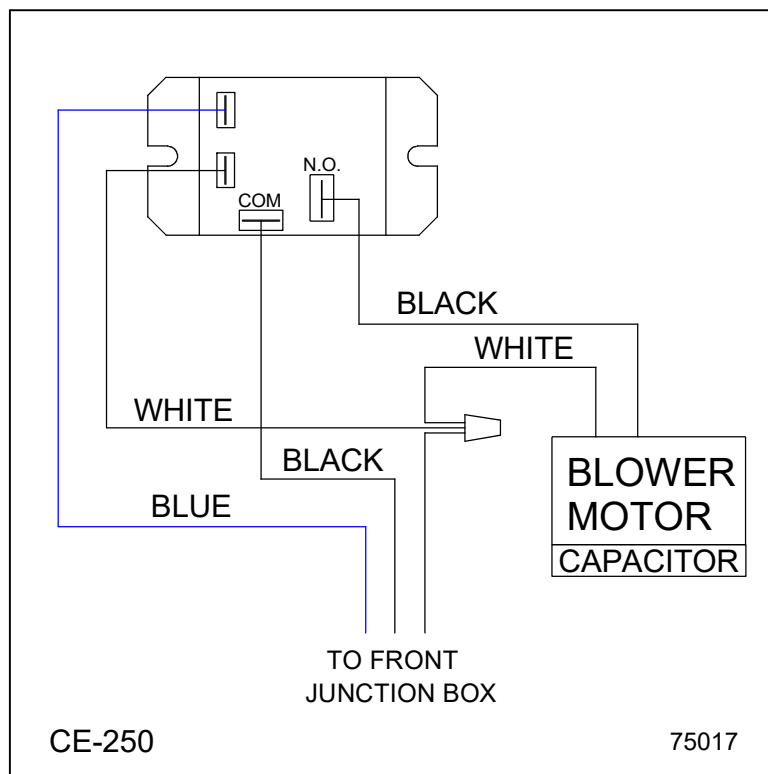 N.O.
COM
BLACK
WHITE
WHITE
BLACK
BLUE
BLOWER
MOTOR
CAPACITOR
TO FRONT
JUNCTION BOX
CE-250
75017